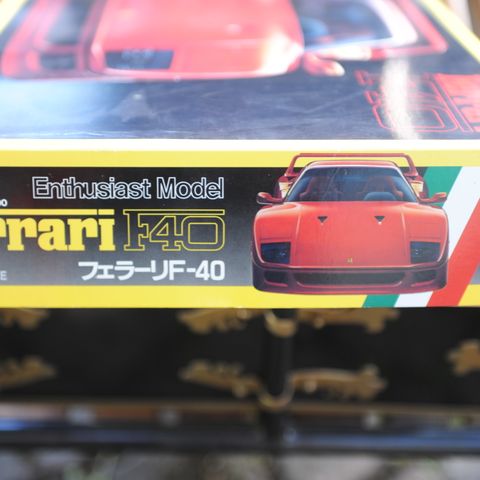 Enthusiast Model
rrari F40
フェラーリF-40